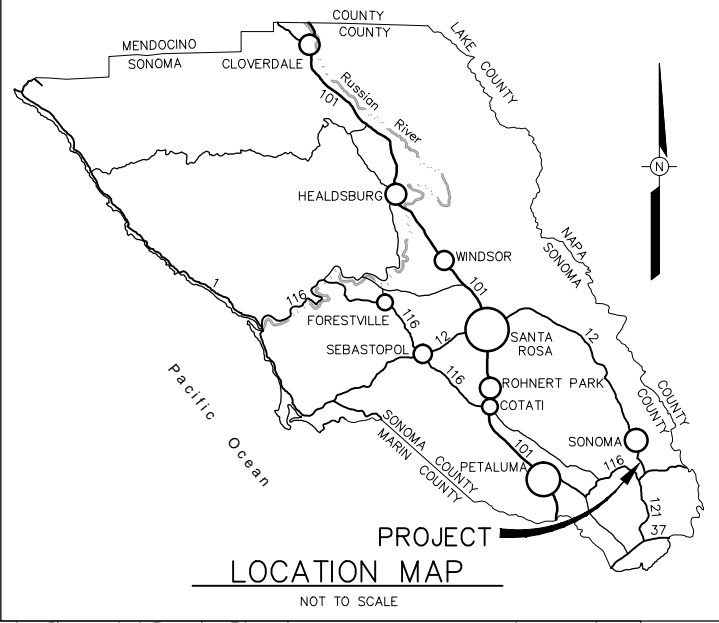 COUNTY
COUNTY
MENDOCINO
SONOMA
CLOVERDALE
LAKE COUNTY
Russian
River
101
N
HEALDSBURG
NAPA
SONOMA
WINDSOR
101
1
116
FORESTVILLE
116
12
SANTA
ROSA
12
SEBASTOPOL
116
ROHNERT PARK
COTATI
COUNTY
COUNTY
Pacific Ocean
SONOMA COUNTY
MARIN COUNTY
101
SONOMA
PETALUMA
116
121
37
PROJECT
LOCATION MAP
NOT TO SCALE